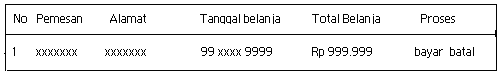 No Pemesan Alamat Tanggal belanja Total Belanja Proses
1 xxxxxxx xxxxxxx 99 xxxx 9999 Rp 999.999 bayar batal